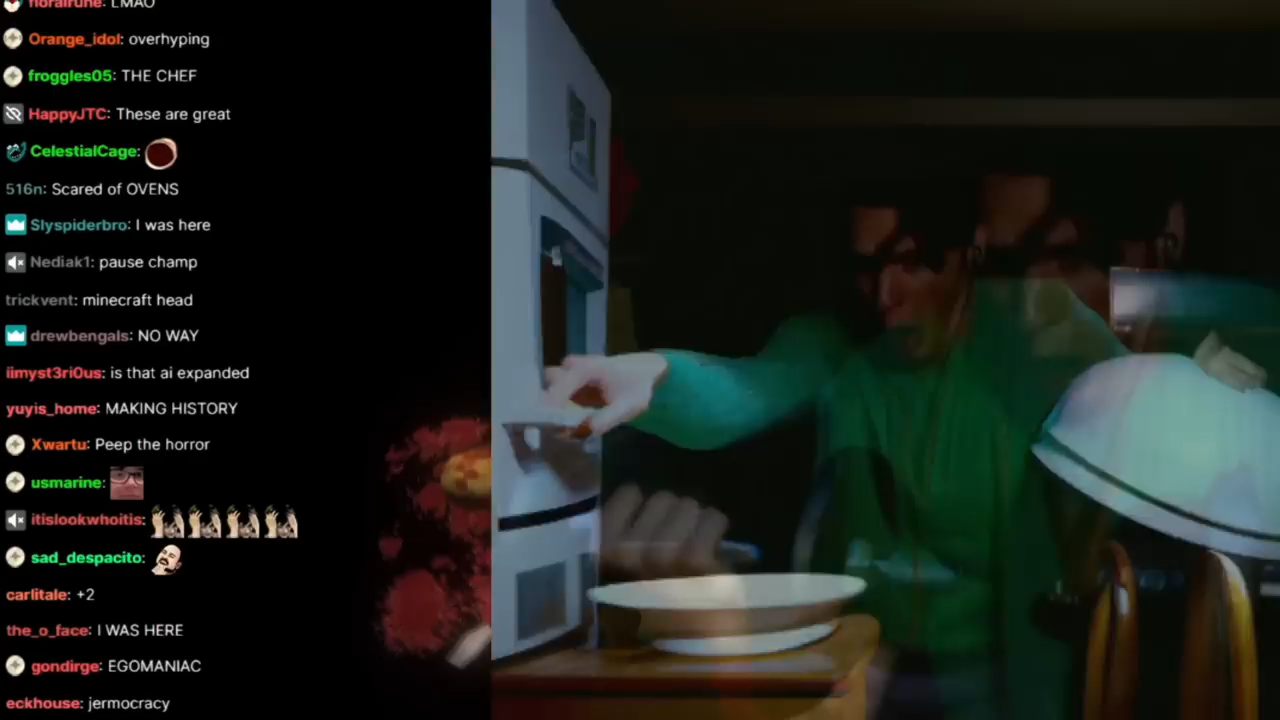 floralrune: LMAO
Orange_idol: overhyping
froggles05: THE CHEF
HappyJTC: These are great
CelestialCage:
516n: Scared of OVENS
Slyspiderbro: I was here
Nediak1: pause champ
trickvent: minecraft head
drewbengals: NO WAY
iimyst3ri0us: is that ai expanded
yuyis_home: MAKING HISTORY
Xwartu: Peep the horror
usmarine:
itislookwhoitis:
sad_despacito:
carlitale: +2
the_o_face: I WAS HERE
gondirge: EGOMANIAC
eckhouse: jermocracy